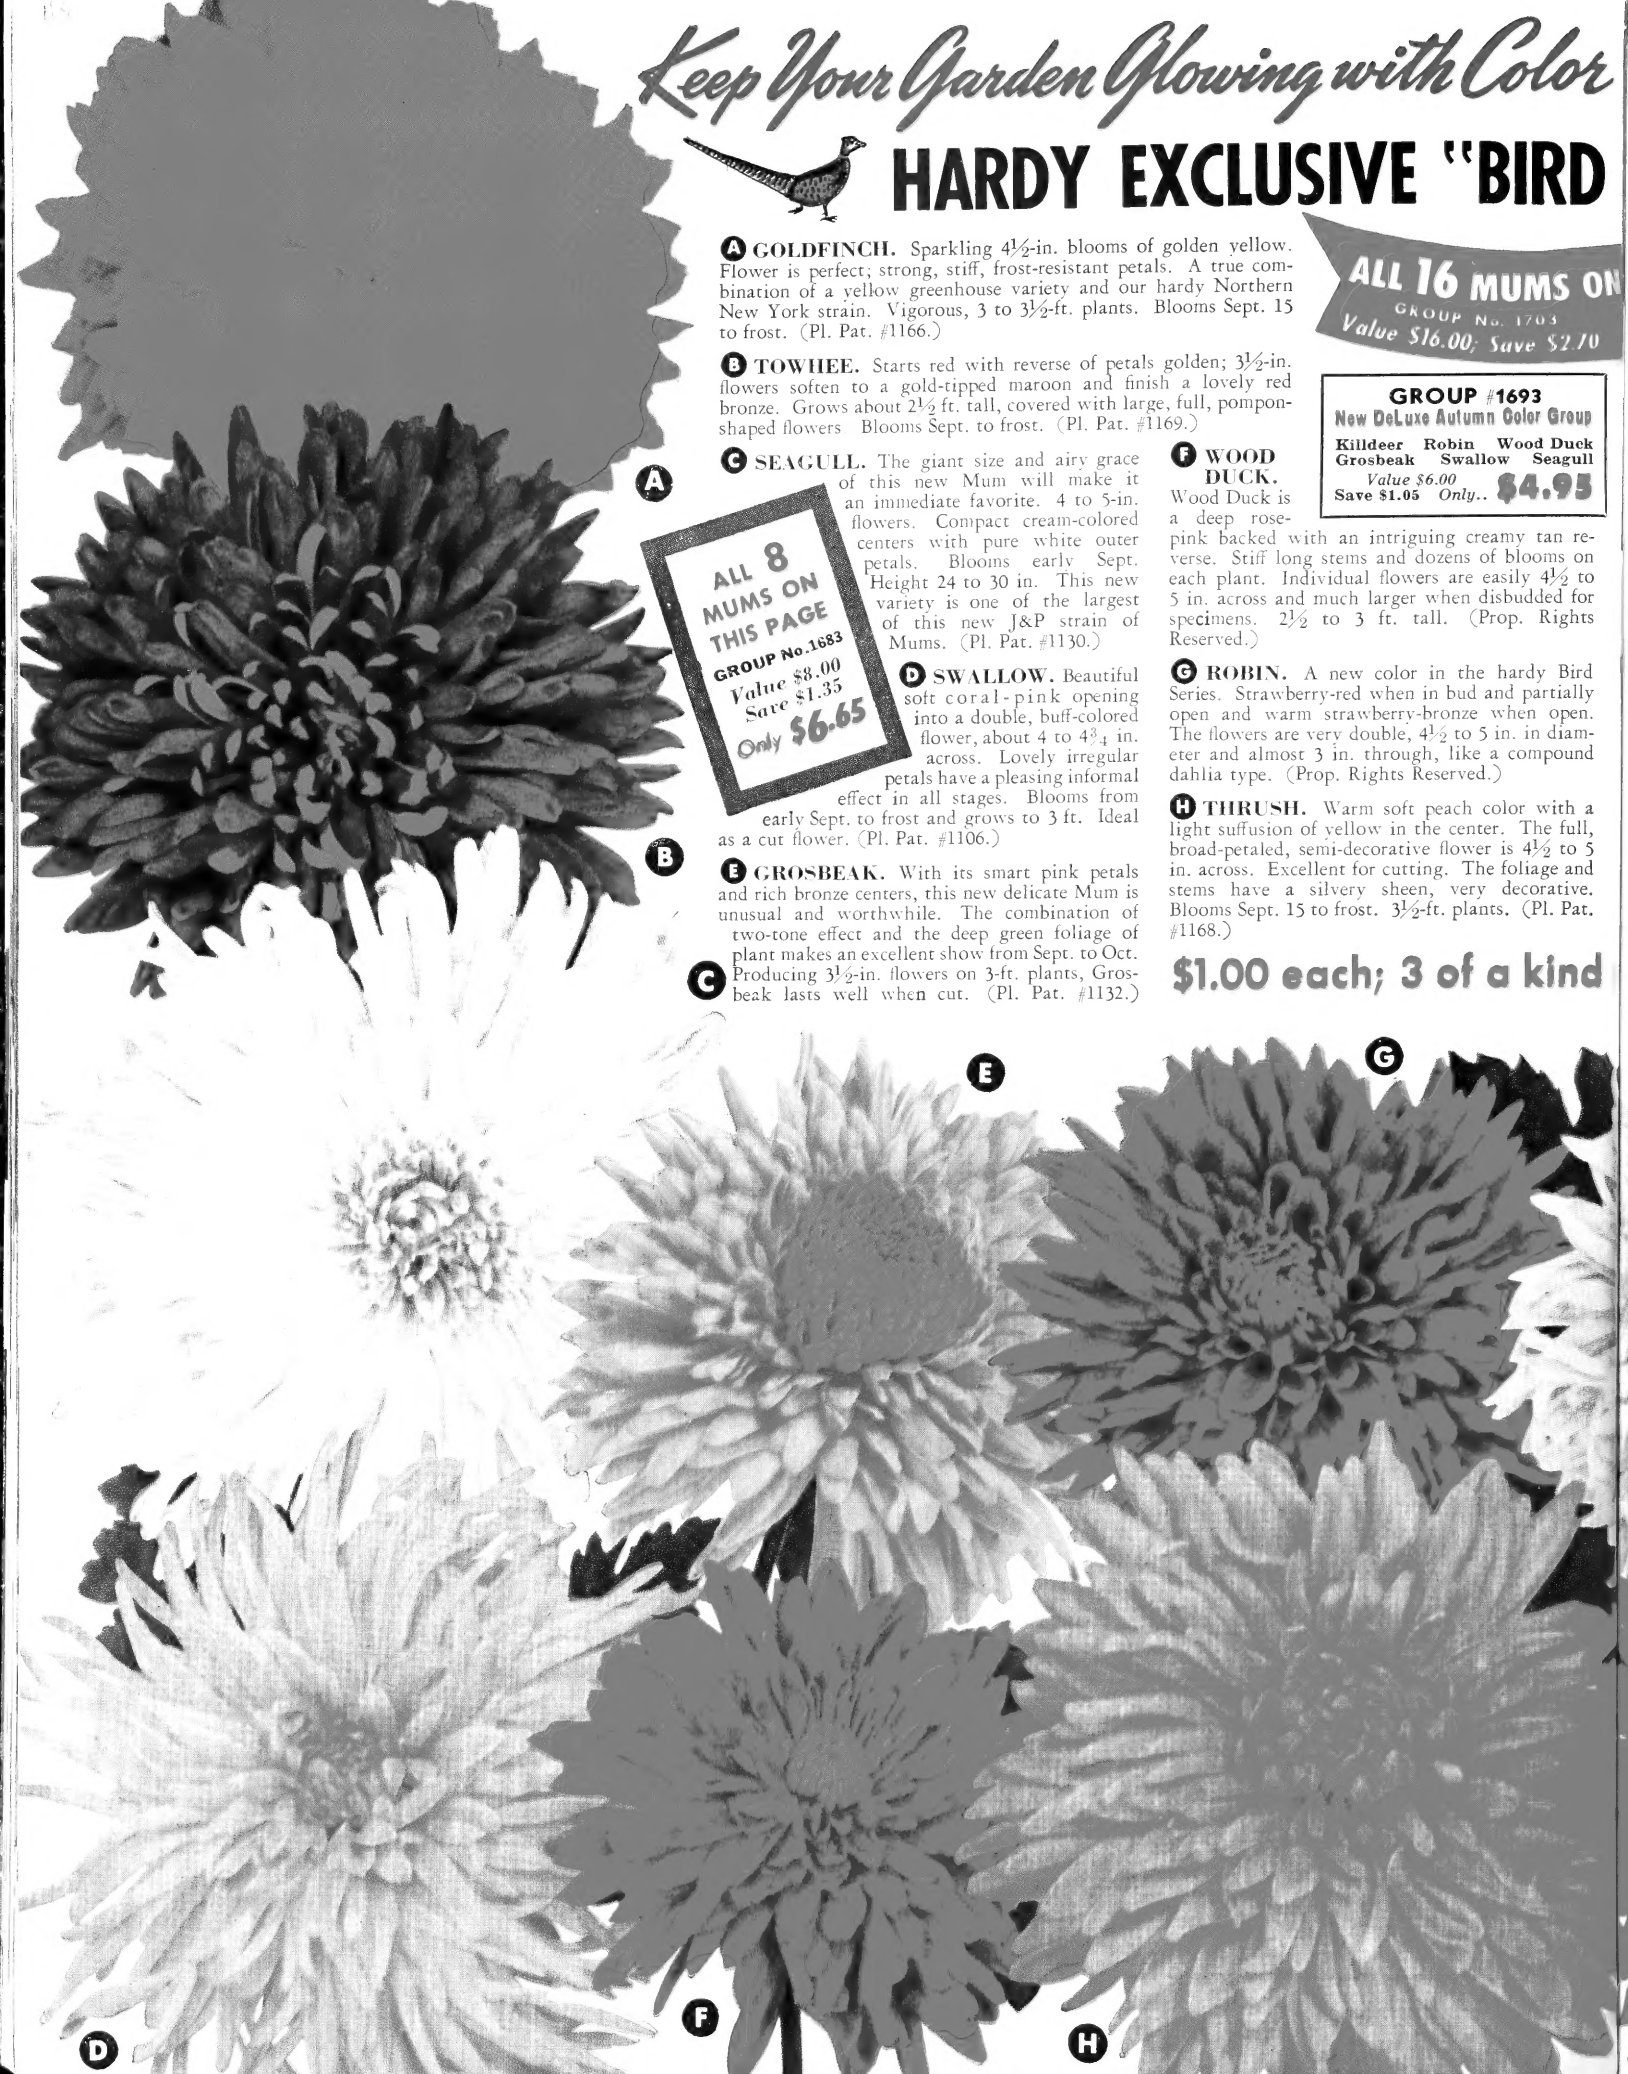 Keep Your Garden Glowing with Color
HARDY EXCLUSIVE "BIRD
A GOLDFINCH. Sparkling 4½-in. blooms of golden yellow.
Flower is perfect; strong, stiff, frost-resistant petals. A true com-
bination of a yellow greenhouse variety and our hardy Northern
New York strain. Vigorous, 3 to 3½-ft. plants. Blooms Sept. 15
to frost. (Pl. Pat. #1166.)
B TOWHEE. Starts red with reverse of petals golden; 3½-in.
flowers soften to a gold-tipped maroon and finish a lovely red
bronze. Grows about 2½ ft. tall, covered with large, full, pompon-
shaped flowers. Blooms Sept. to frost. (Pl. Pat. #1169.)
C SEAGULL. The giant size and airy grace
of this new Mum will make it
an immediate favorite. 4 to 5-in.
flowers. Compact cream-colored
centers with pure white outer
petals. Blooms early Sept.
Height 24 to 30 in. This new
variety is one of the largest
of this new J&P strain of
Mums. (Pl. Pat. #1130.)
ALL 8
MUMS ON
THIS PAGE
GROUP No. 1683
Value $8.00
Save $1.35
Only $6.65
D SWALLOW. Beautiful
soft coral-pink opening
into a double, buff-colored
flower, about 4 to 4¾ in.
across. Lovely irregular
petals have a pleasing informal
effect in all stages. Blooms from
early Sept. to frost and grows to 3 ft. Ideal
as a cut flower. (Pl. Pat. #1106.)
E GROSBEAK. With its smart pink petals
and rich bronze centers, this new delicate Mum is
unusual and worthwhile. The combination of
two-tone effect and the deep green foliage of
plant makes an excellent show from Sept. to Oct.
Producing 3½-in. flowers on 3-ft. plants, Gros-
beak lasts well when cut. (Pl. Pat. #1132.)
ALL 16 MUMS ON
GROUP No. 1703
Value $16.00; Save $2.70
GROUP #1693
New DeLuxe Autumn Color Group
Killdeer Robin Wood Duck
Grosbeak Swallow Seagull
Value $6.00
Save $1.05 Only.. $4.95
F WOOD
DUCK.
Wood Duck is
a deep rose-
pink backed with an intriguing creamy tan re-
verse. Stiff long stems and dozens of blooms on
each plant. Individual flowers are easily 4½ to
5 in. across and much larger when disbudded for
specimens. 2½ to 3 ft. tall. (Prop. Rights
Reserved.)
G ROBIN. A new color in the hardy Bird
Series. Strawberry-red when in bud and partially
open and warm strawberry-bronze when open.
The flowers are very double, 4½ to 5 in. in diam-
eter and almost 3 in. through, like a compound
dahlia type. (Prop. Rights Reserved.)
H THRUSH. Warm soft peach color with a
light suffusion of yellow in the center. The full,
broad-petaled, semi-decorative flower is 4½ to 5
in. across. Excellent for cutting. The foliage and
stems have a silvery sheen, very decorative.
Blooms Sept. 15 to frost. 3½-ft. plants. (Pl. Pat.
#1168.)
$1.00 each; 3 of a kind
A
B
C
E
G
D
F
H